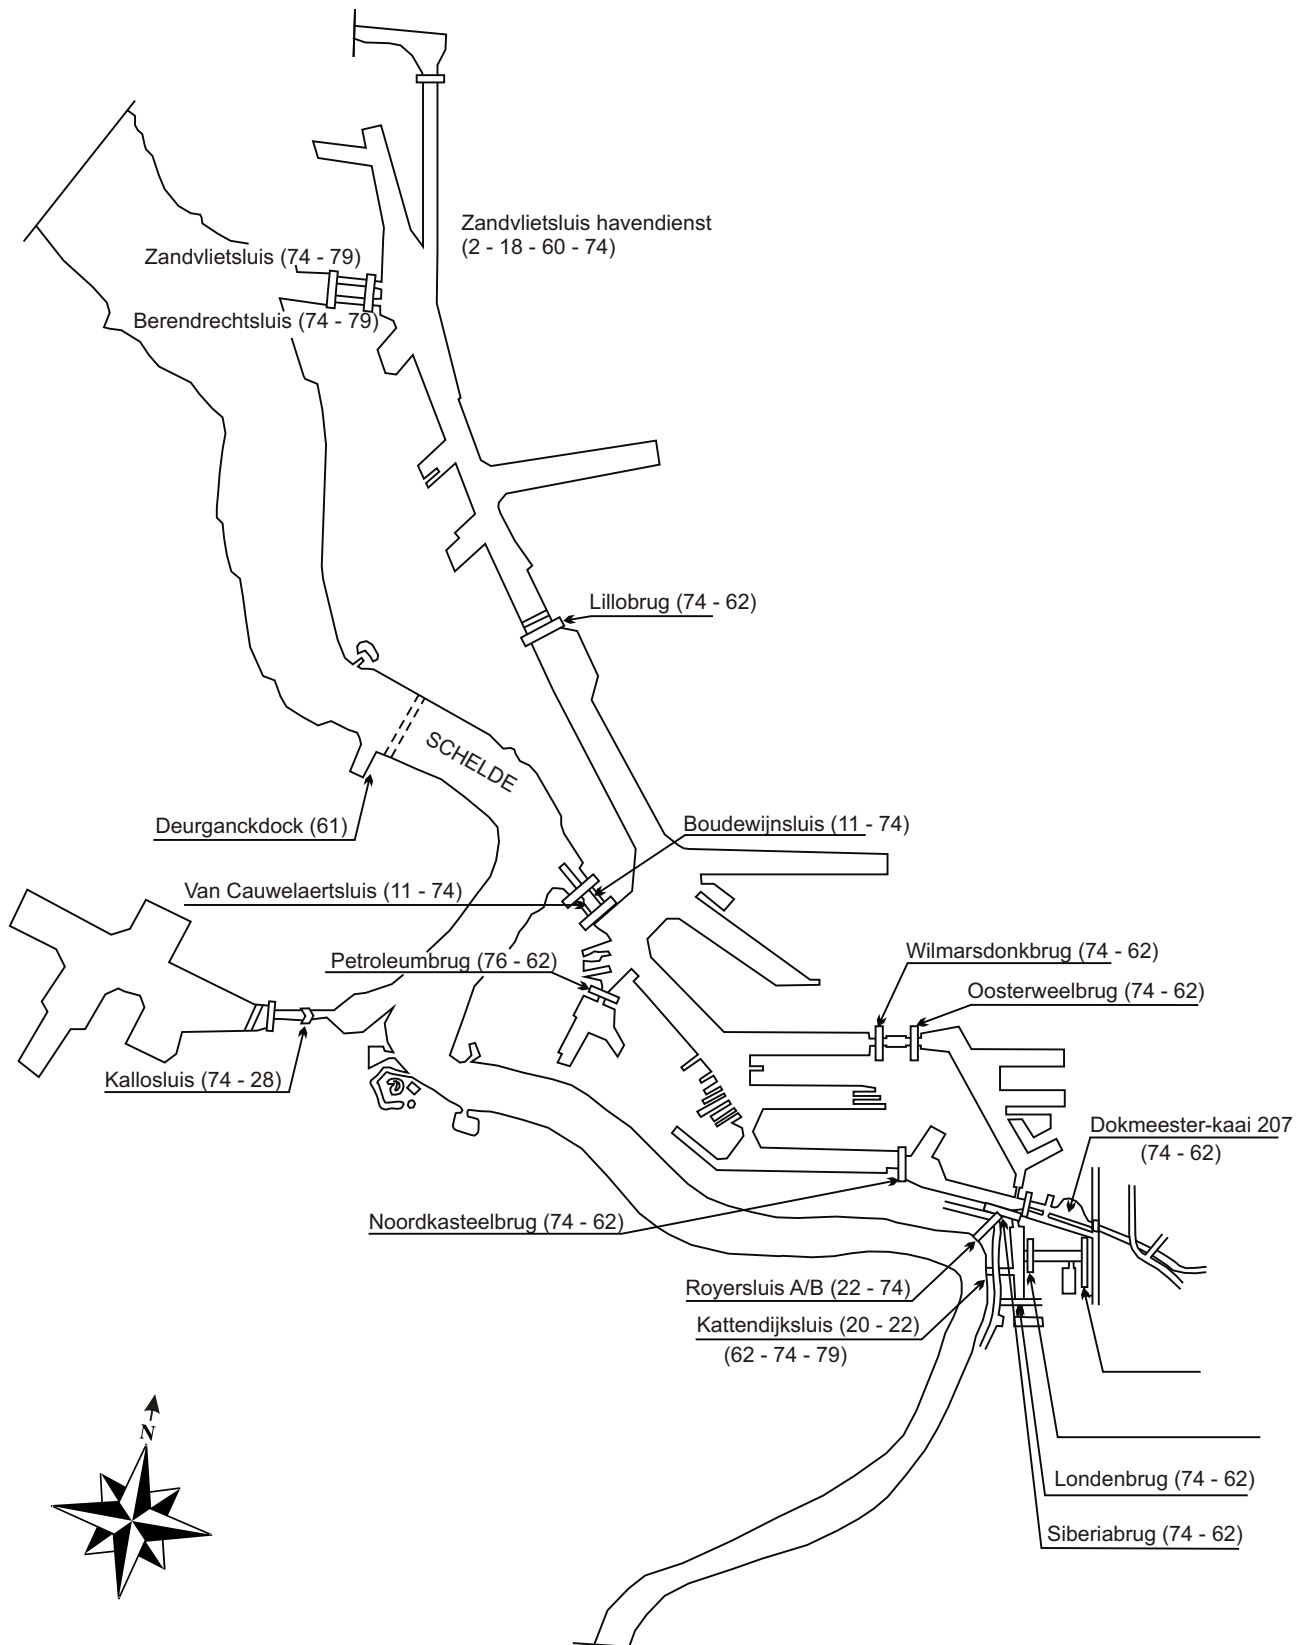 Zandvlietsluis havendienst
(2 - 18 - 60 - 74)
Zandvlietsluis (74 - 79)
Berendrechtsluis (74 - 79)
Lillobrug (74 - 62)
SCHELDE
Deurganckdock (61)
Boudewijnsluis (11 - 74)
Van Cauwelaertsluis (11 - 74)
Petroleumbrug (76 - 62)
Wilmarsdonkbrug (74 - 62)
Oosterweelbrug (74 - 62)
Kallosluis (74 - 28)
Dokmeester-kaai 207
(74 - 62)
Noordkasteelbrug (74 - 62)
Royersluis A/B (22 - 74)
Kattendijksluis (20 - 22)
(62 - 74 - 79)
N
Londenbrug (74 - 62)
Siberiabrug (74 - 62)